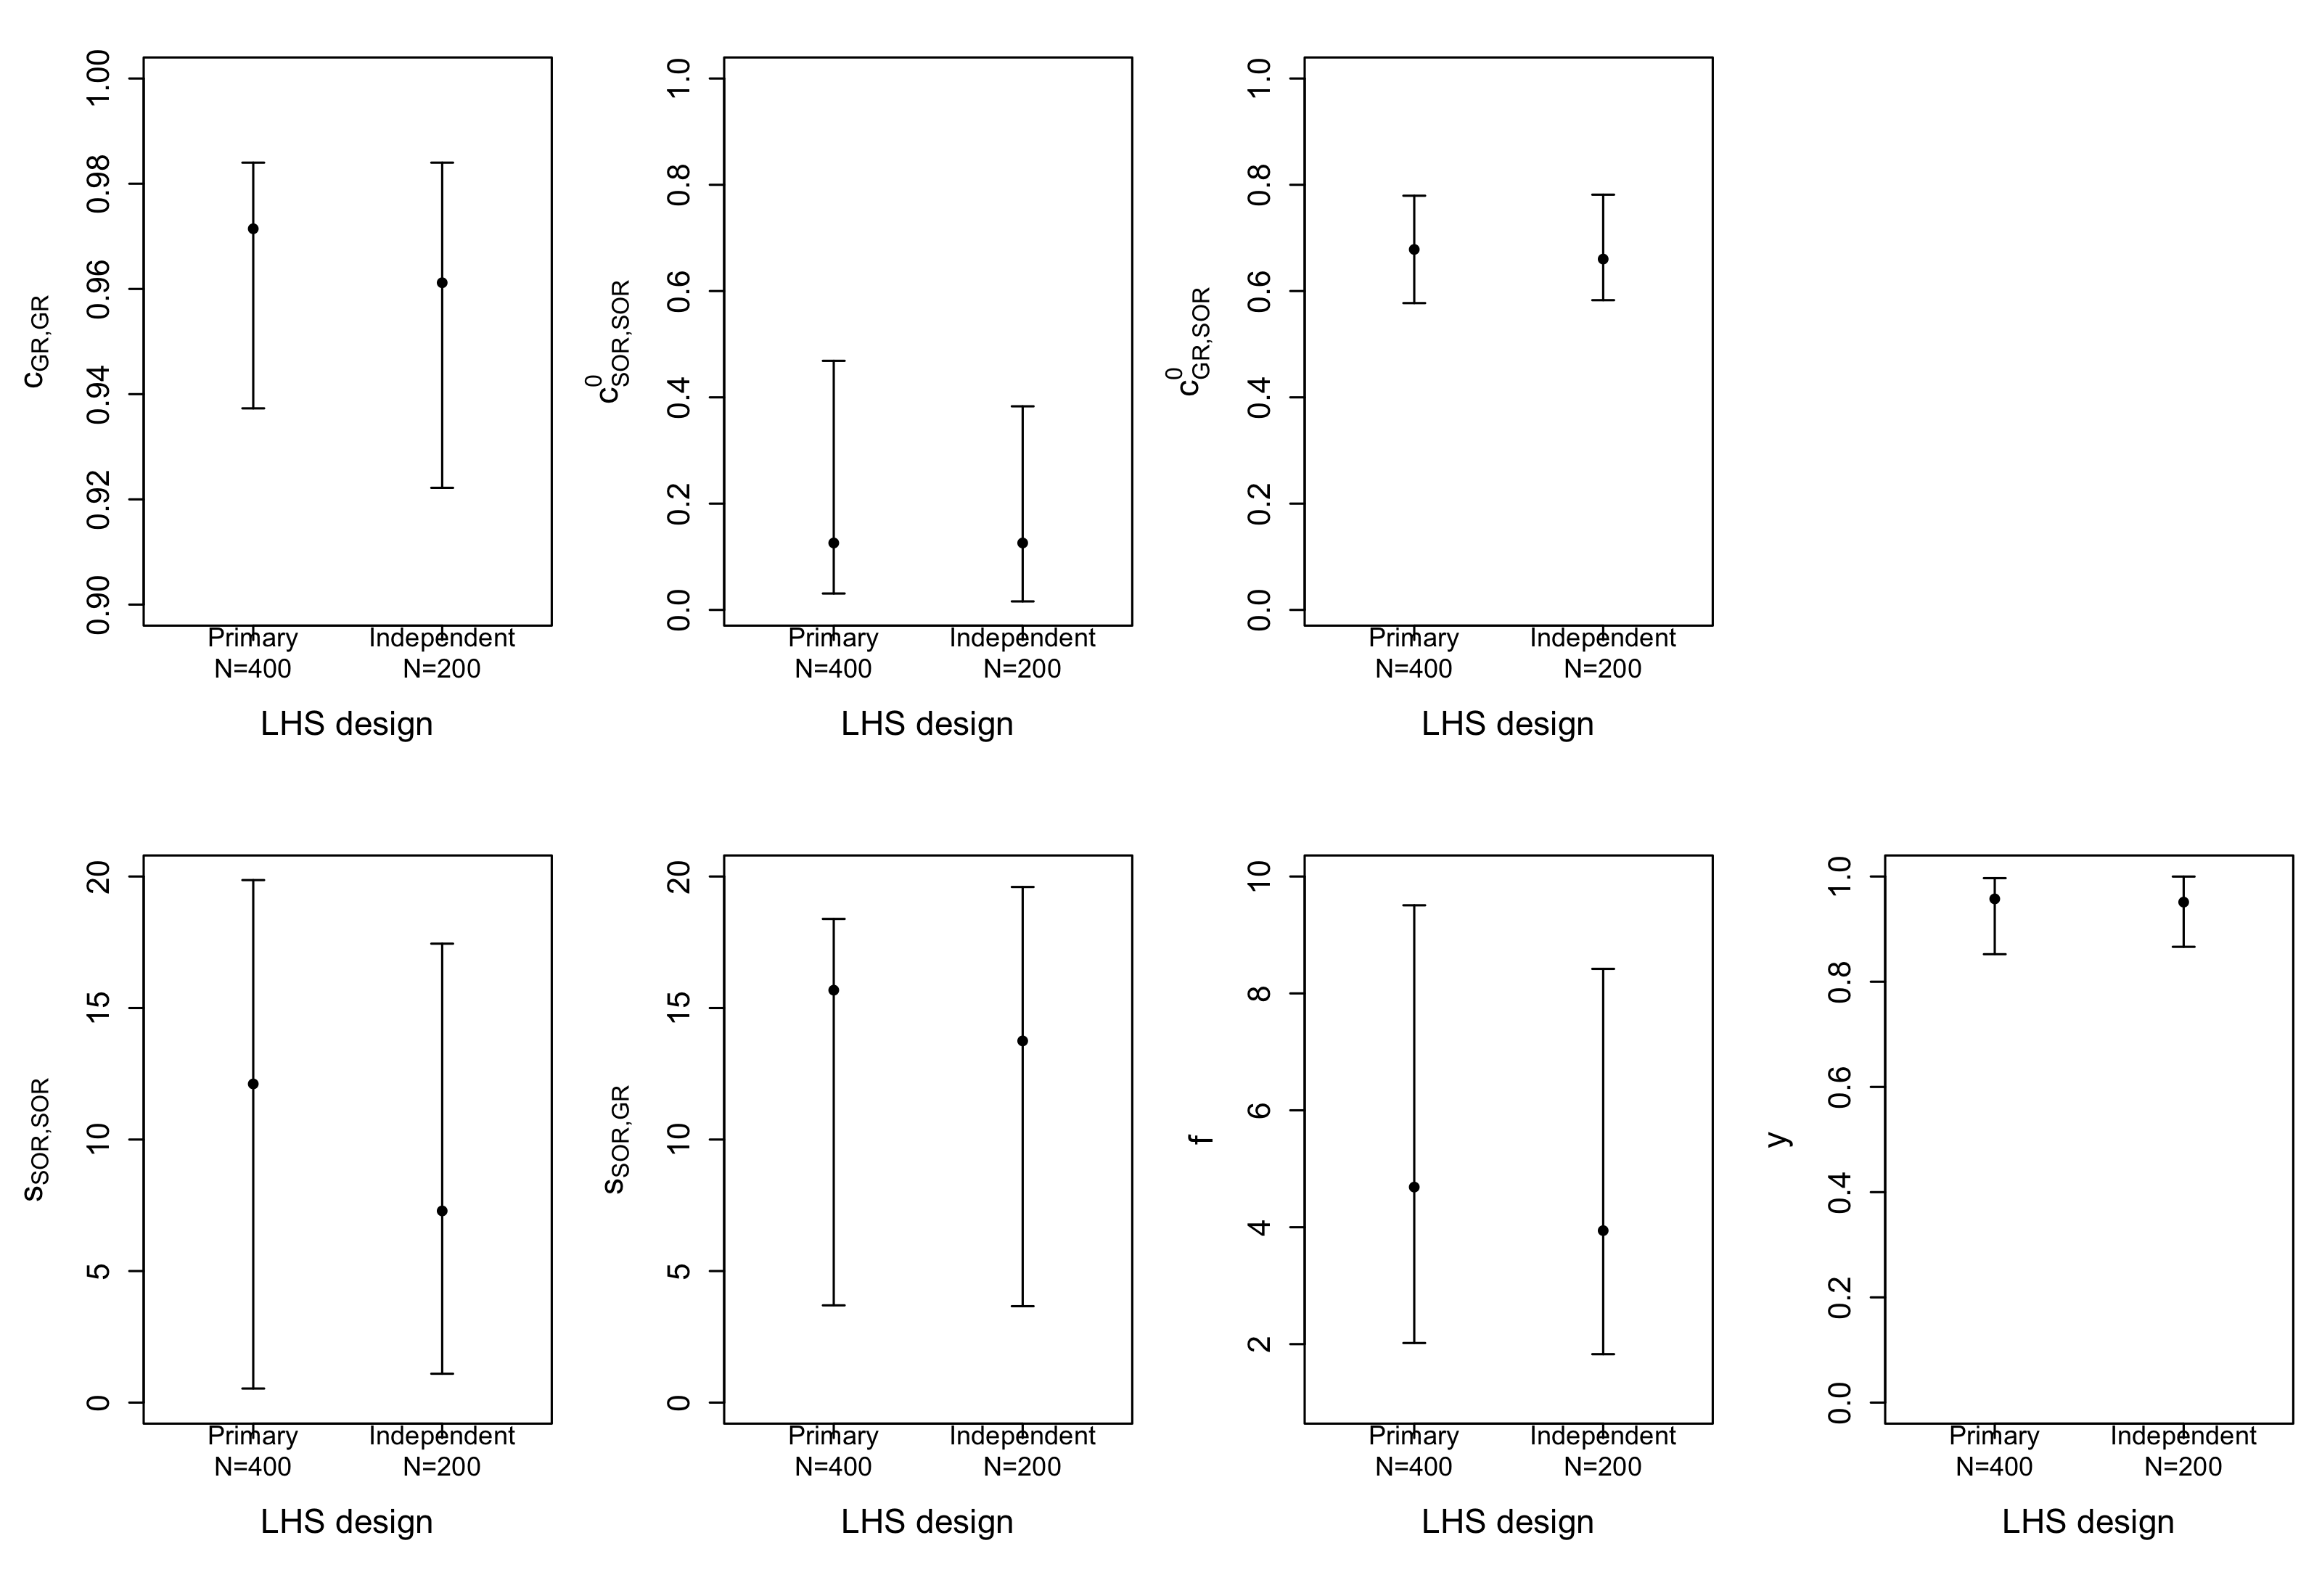 c_GR,GR
1.00
0.98
0.96
0.94
0.92
0.90
Primary Independent
N=400 N=200
LHS design
c^0_SOR,SOR
1.0
0.8
0.6
0.4
0.2
0.0
Primary Independent
N=400 N=200
LHS design
c^0_GR,SOR
1.0
0.8
0.6
0.4
0.2
0.0
Primary Independent
N=400 N=200
LHS design
s_SOR,SOR
20
15
10
5
0
Primary Independent
N=400 N=200
LHS design
s_SOR,GR
20
15
10
5
0
Primary Independent
N=400 N=200
LHS design
f
10
8
6
4
2
Primary Independent
N=400 N=200
LHS design
y
1.0
0.8
0.6
0.4
0.2
0.0
Primary Independent
N=400 N=200
LHS design